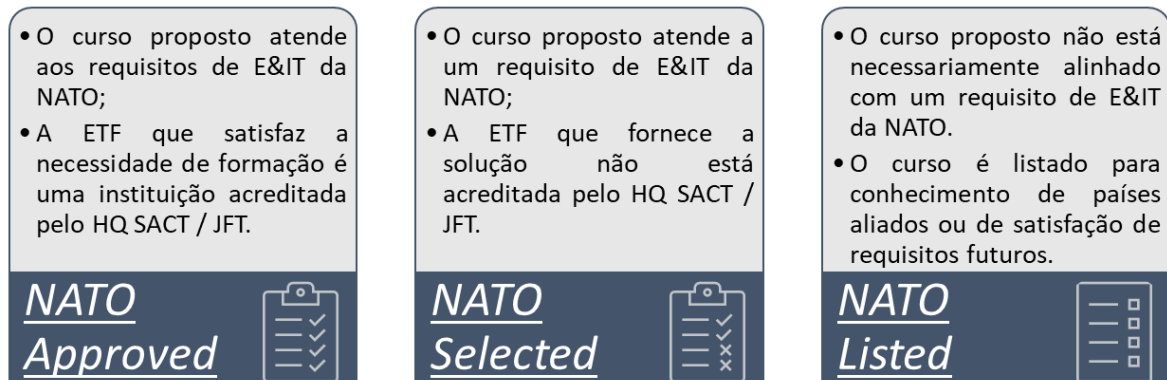 • O curso proposto atende
aos requisitos de E&IT da
NATO;
• A ETF que satisfaz a
necessidade de formação é
uma instituição acreditada
pelo HQ SACT / JFT.
NATO
Approved
• O curso proposto atende a
um requisito de E&IT da
NATO;
• A ETF que fornece a
solução não está
acreditada pelo HQ SACT /
JFT.
NATO
Selected
• O curso proposto não está
necessariamente alinhado
com um requisito de E&IT
da NATO.
• O curso é listado para
conhecimento de países
aliados ou de satisfação de
requisitos futuros.
NATO
Listed